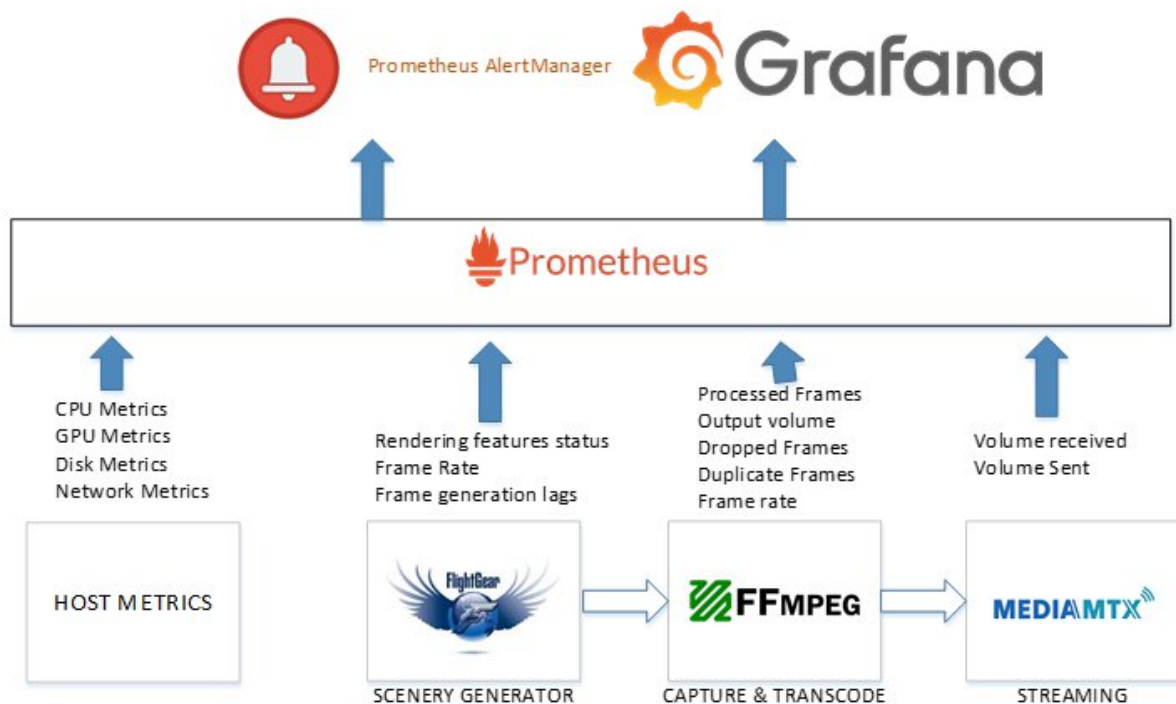 Prometheus AlertManager
Grafana
Prometheus
CPU Metrics
GPU Metrics
Disk Metrics
Network Metrics
Rendering features status
Frame Rate
Frame generation lags
Processed Frames
Output volume
Dropped Frames
Duplicate Frames
Frame rate
Volume received
Volume Sent
HOST METRICS
FlightGear
FFMPEG
MEDIAMTX
SCENERY GENERATOR
CAPTURE & TRANSCODE
STREAMING